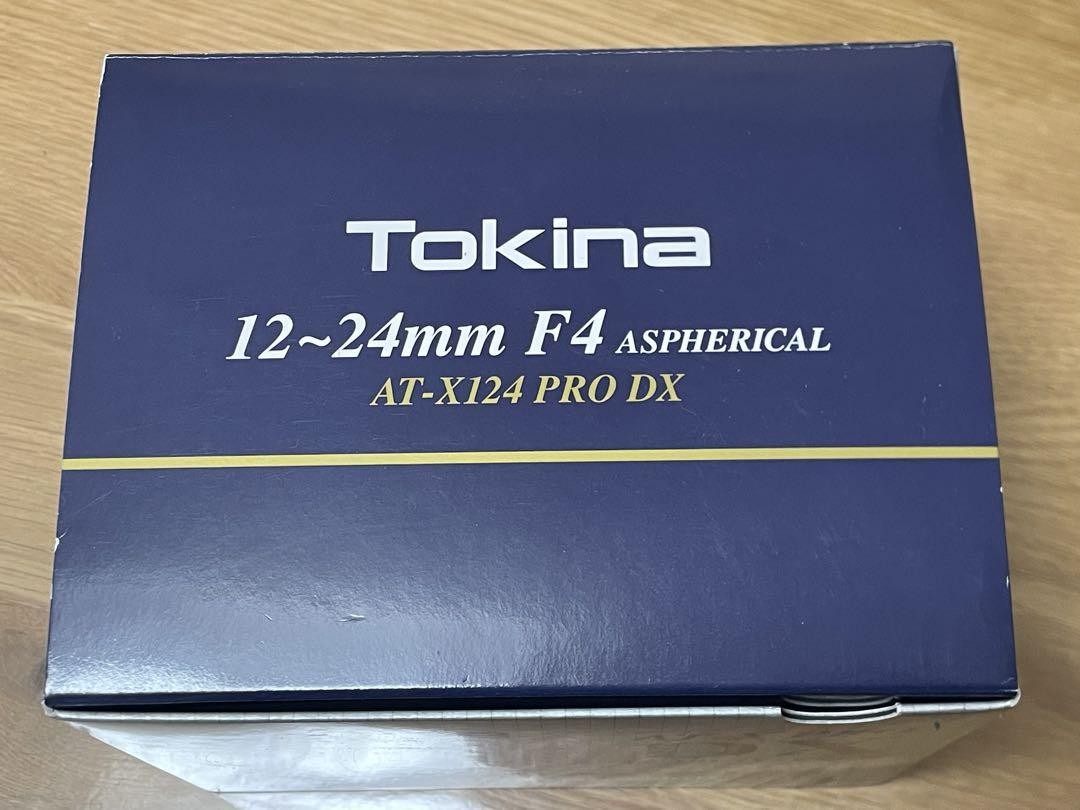 Tokina
12~24mm F4 ASPHERICAL
AT-X124 PRO DX